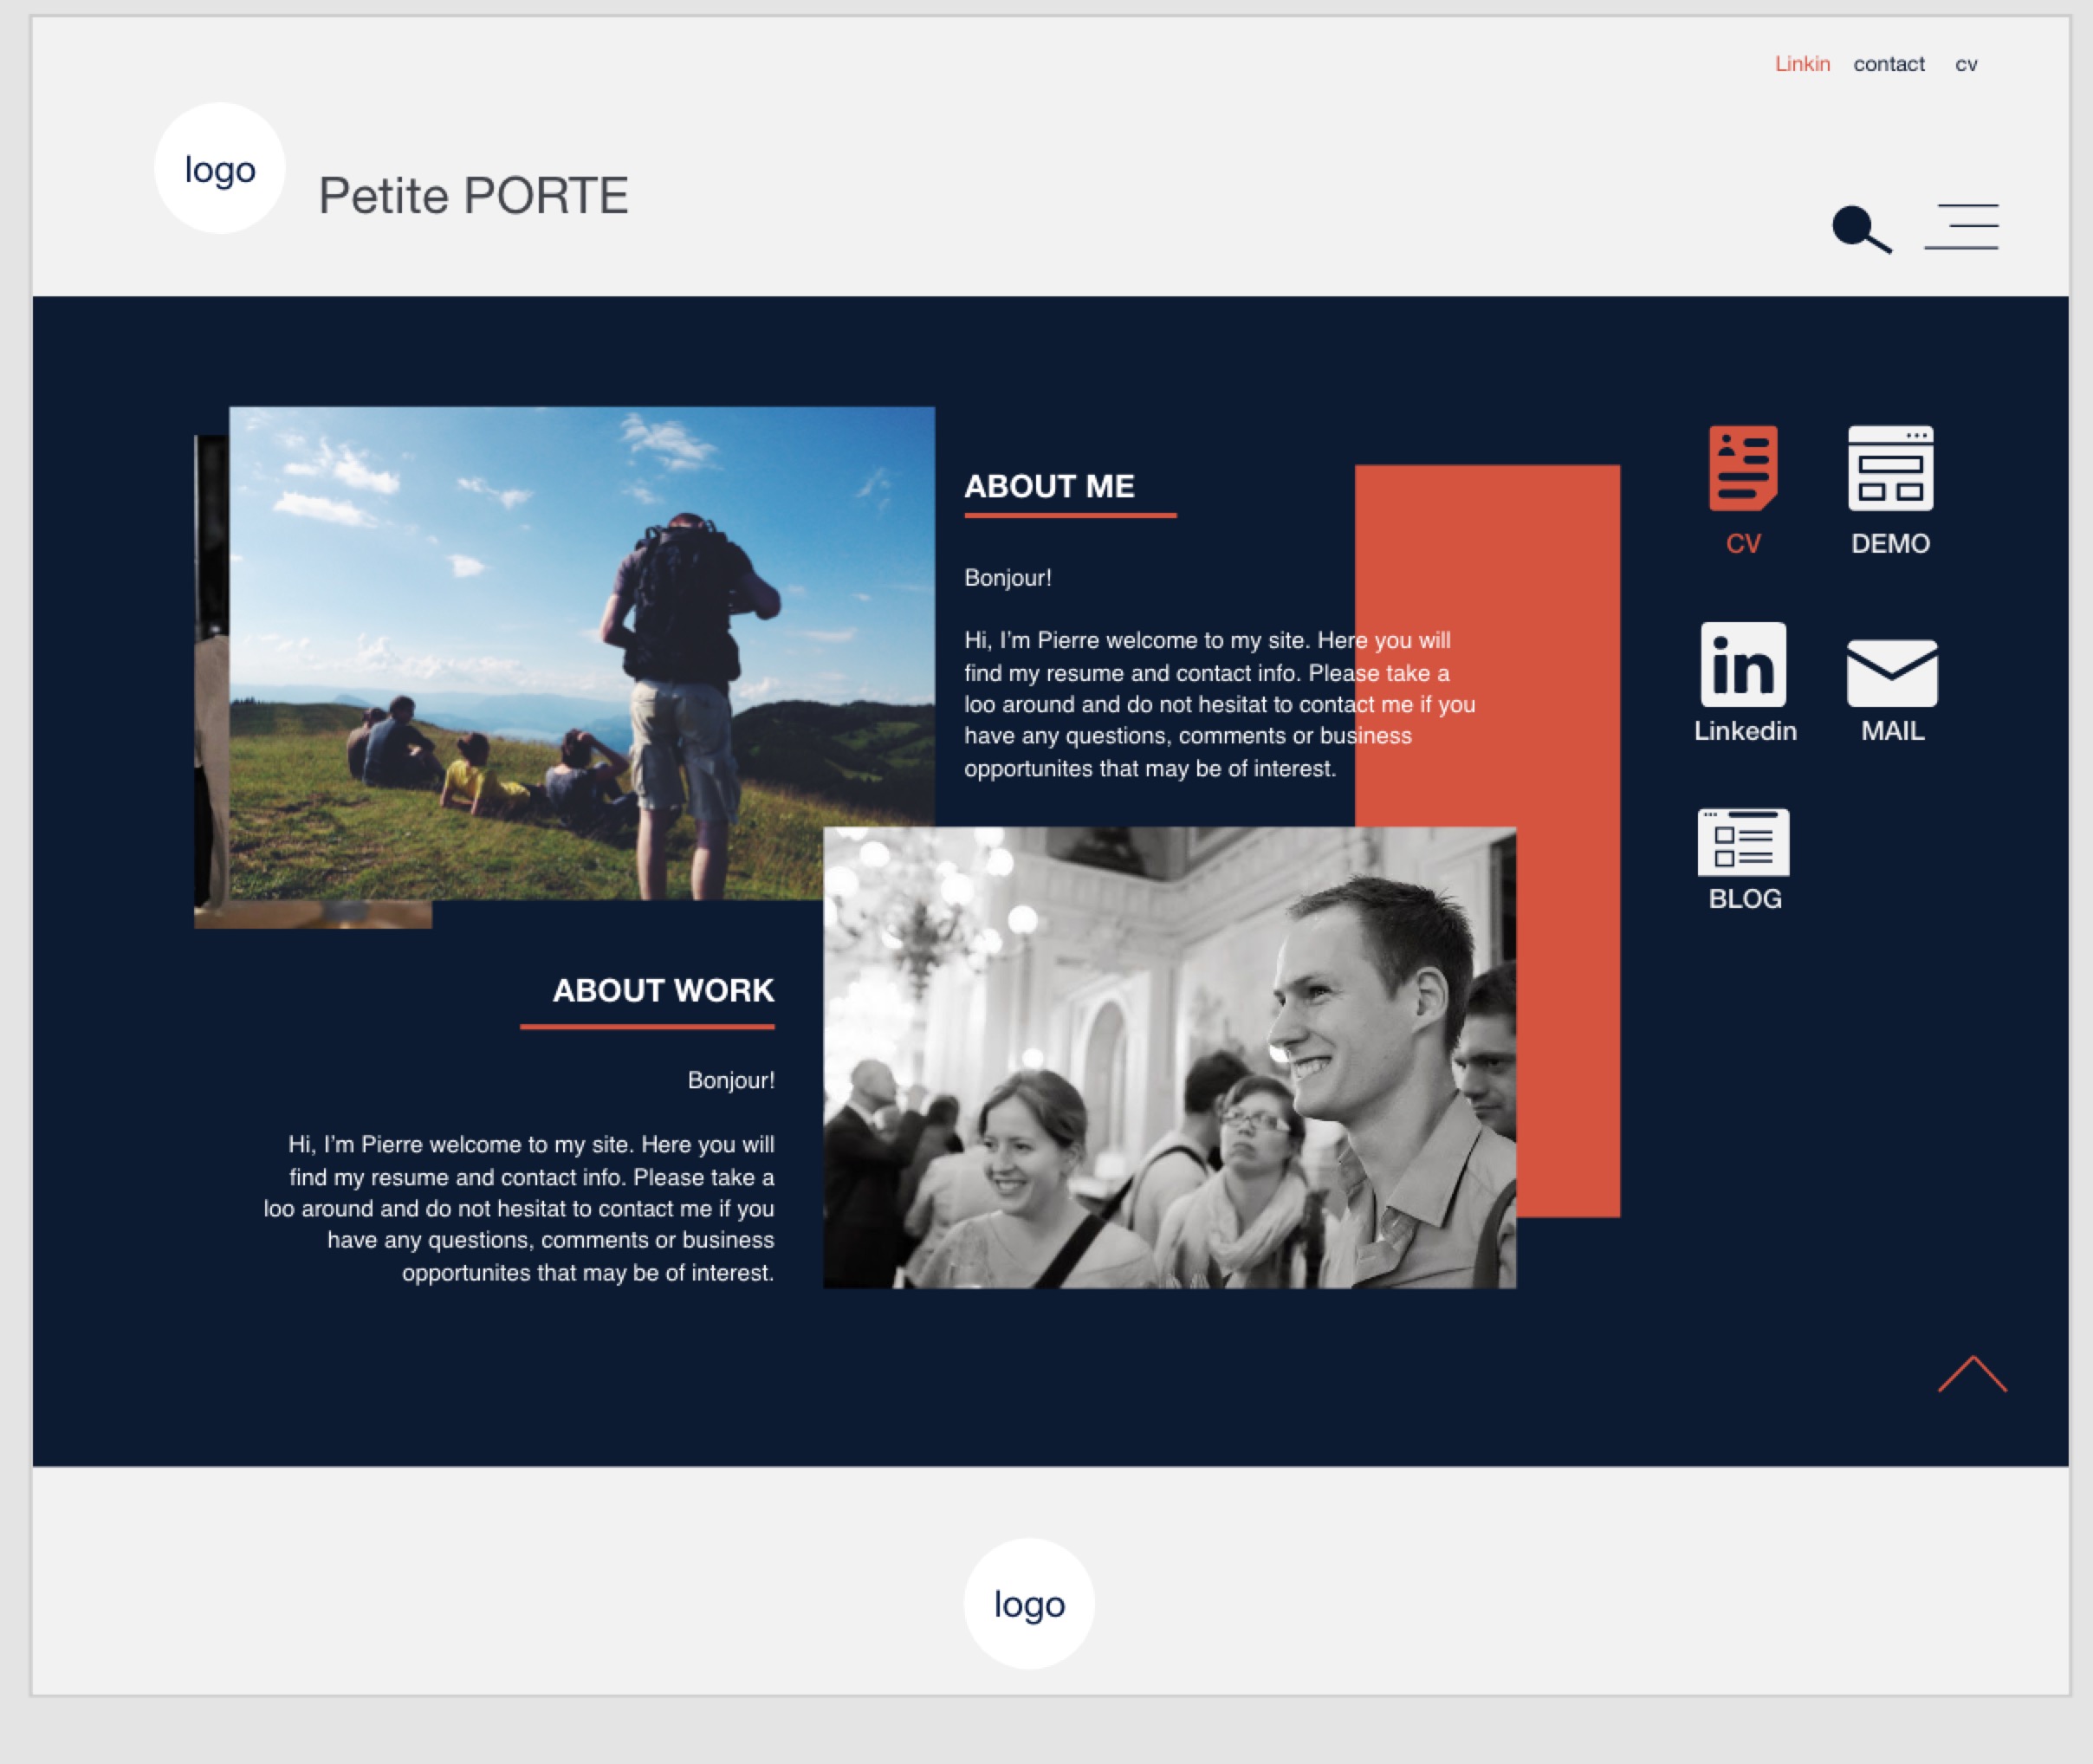 Linkin contact cv
logo
Petite PORTE
ABOUT ME
Bonjour!
Hi, I'm Pierre welcome to my site. Here you will
find my resume and contact info. Please take a
loo around and do not hesitat to contact me if you
have any questions, comments or business
opportunites that may be of interest.
CV
DEMO
in
Linkedin
MAIL
BLOG
ABOUT WORK
Bonjour!
Hi, I'm Pierre welcome to my site. Here you will
find my resume and contact info. Please take a
loo around and do not hesitat to contact me if you
have any questions, comments or business
opportunites that may be of interest.
logo